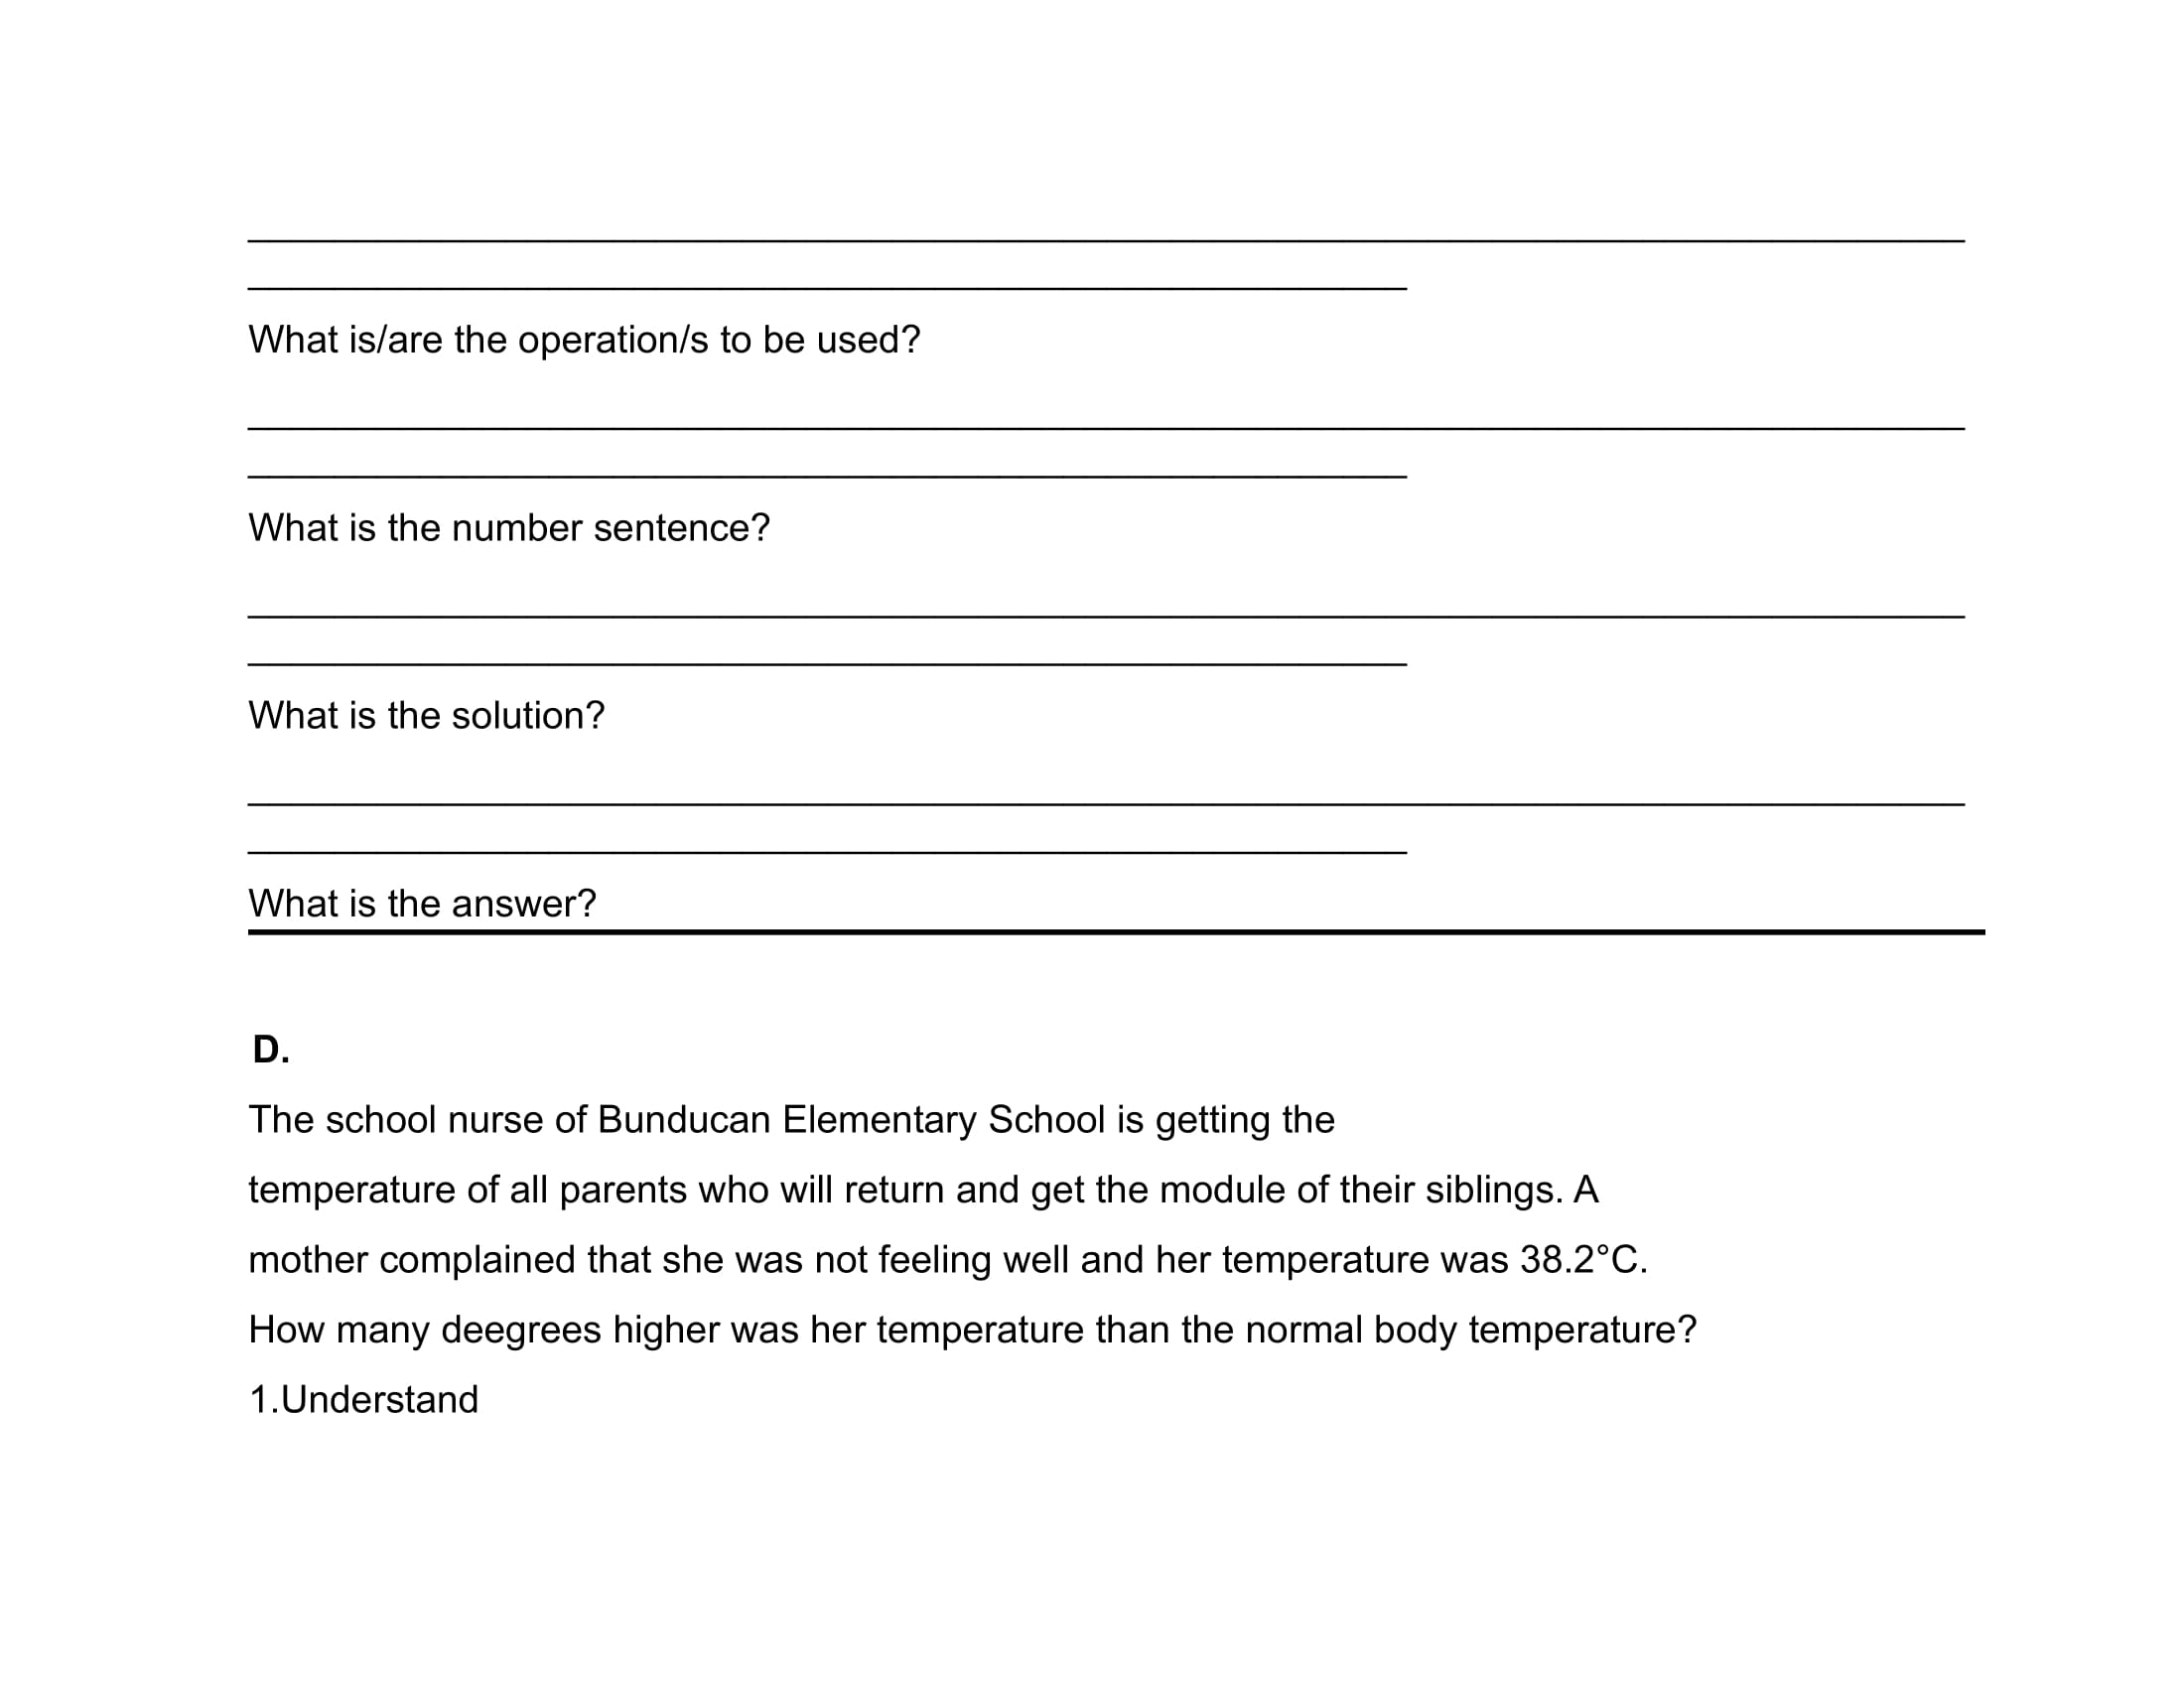 What is/are the operation/s to be used?
What is the number sentence?
What is the solution?
What is the answer?
D.
The school nurse of Bunducan Elementary School is getting the
temperature of all parents who will return and get the module of their siblings. A
mother complained that she was not feeling well and her temperature was 38.2°C.
How many deegrees higher was her temperature than the normal body temperature?
1.Understand